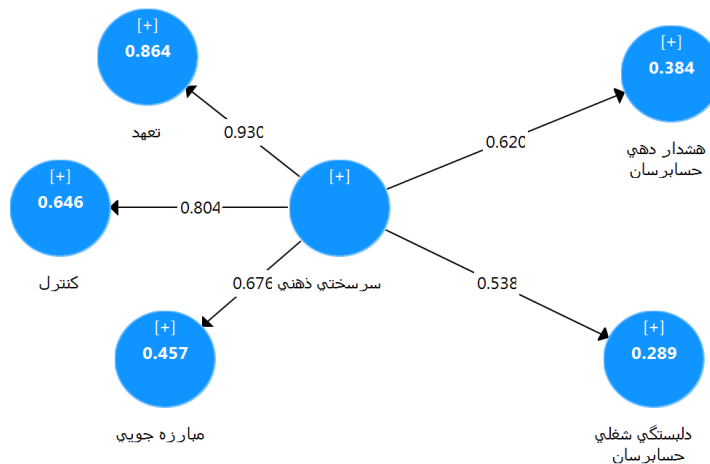 [+]
0.864
تعهد
[+]
0.384
هشدار دهي
حسابرسان
0.930
0.620
[+]
0.646
کنترل
0.804
[+]
سرسختي ذهني
0.676
0.538
[+]
0.457
مبارزه جويي
[+]
0.289
دلبستگي شغلي
حسابرسان